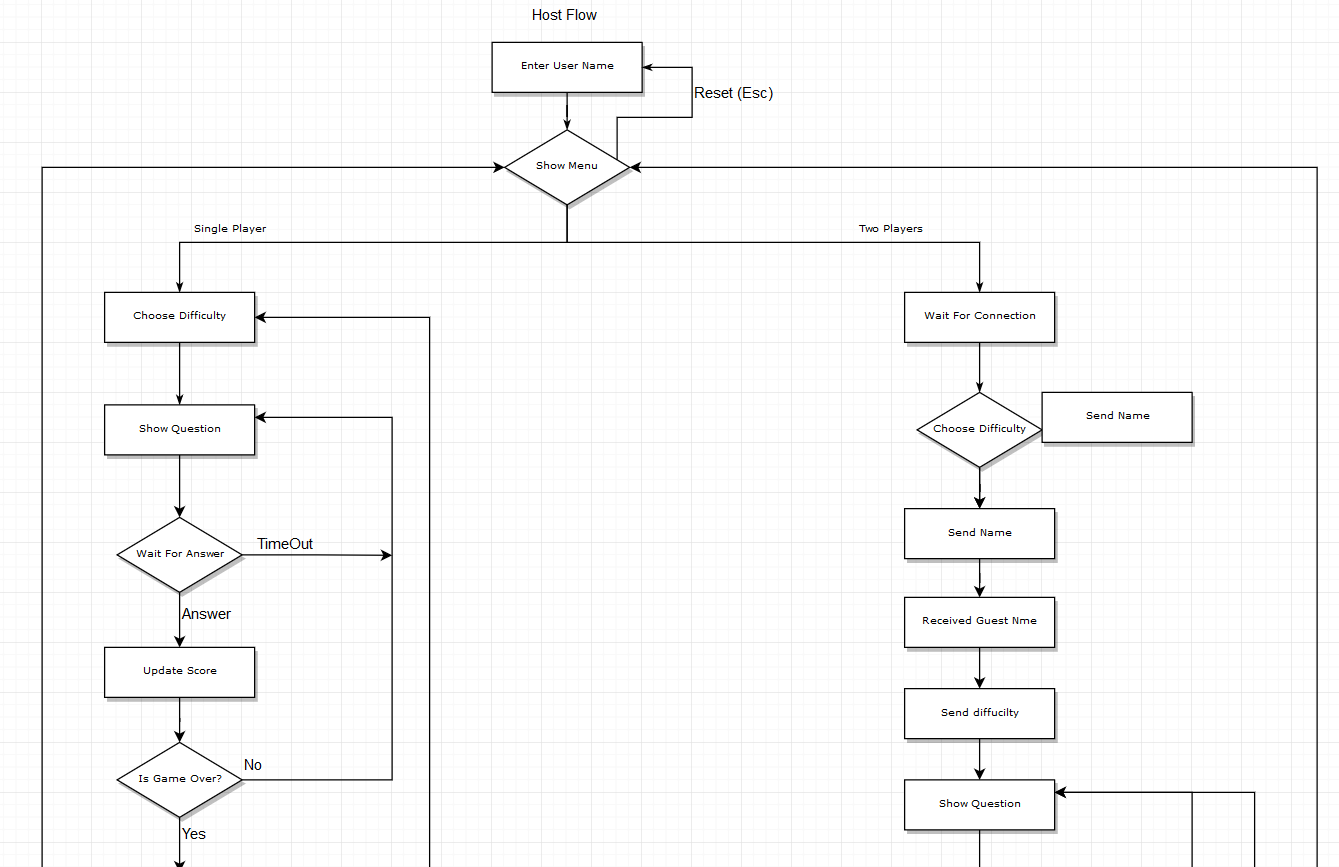 Host Flow
Enter User Name
Reset (Esc)
Show Menu
Single Player
Two Players
Choose Difficulty
Wait For Connection
Show Question
Choose Difficulty
Send Name
Wait For Answer
TimeOut
Send Name
Answer
Received Guest Nme
Update Score
Send diffucilty
Is Game Over?
No
Show Question
Yes